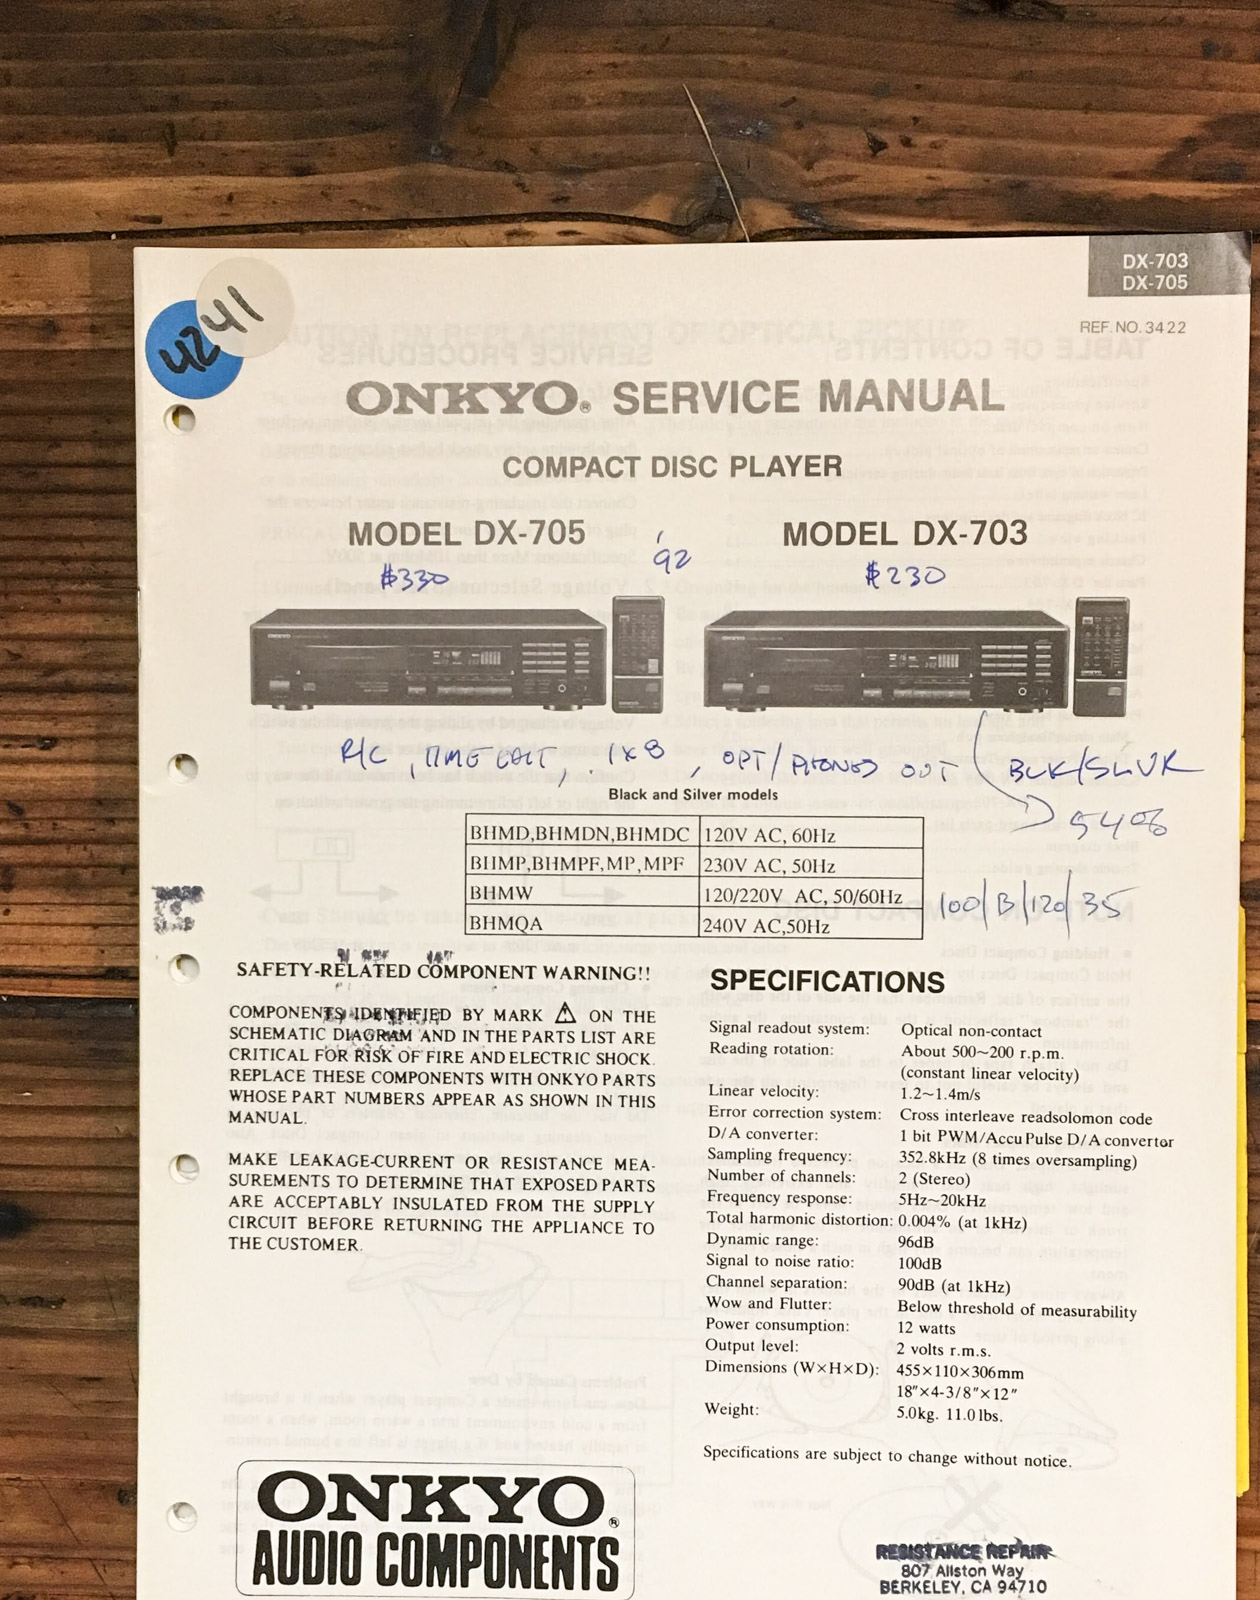 DX-703
DX-705
REF. NO. 3422
4241
ONKYO® SERVICE MANUAL
COMPACT DISC PLAYER
MODEL DX-705 '92 MODEL DX-703
$330 $230
ONKYO ONKYO
R/C, TIME EDIT, 1x8, OPT/PHONES OUT BLK/SLVR
Black and Silver models
5406
BHMD,BHMDN,BHMDC 120V AC, 60Hz
BHMP,BHMPF,MP,MPF 230V AC, 50Hz
BHMW 120/220V AC, 50/60Hz
BHMQA 240V AC,50Hz
100/B/120/35
SAFETY-RELATED COMPONENT WARNING!!
COMPONENTS IDENTIFIED BY MARK ⚠ ON THE
SCHEMATIC DIAGRAM AND IN THE PARTS LIST ARE
CRITICAL FOR RISK OF FIRE AND ELECTRIC SHOCK.
REPLACE THESE COMPONENTS WITH ONKYO PARTS
WHOSE PART NUMBERS APPEAR AS SHOWN IN THIS
MANUAL.
MAKE LEAKAGE-CURRENT OR RESISTANCE MEA-
SUREMENTS TO DETERMINE THAT EXPOSED PARTS
ARE ACCEPTABLY INSULATED FROM THE SUPPLY
CIRCUIT BEFORE RETURNING THE APPLIANCE TO
THE CUSTOMER.
SPECIFICATIONS
Signal readout system: Optical non-contact
Reading rotation: About 500~200 r.p.m.
(constant linear velocity)
Linear velocity: 1.2~1.4m/s
Error correction system: Cross interleave readsolomon code
D/A converter: 1 bit PWM/Accu Pulse D/A convertor
Sampling frequency: 352.8kHz (8 times oversampling)
Number of channels: 2 (Stereo)
Frequency response: 5Hz~20kHz
Total harmonic distortion: 0.004% (at 1kHz)
Dynamic range: 96dB
Signal to noise ratio: 100dB
Channel separation: 90dB (at 1kHz)
Wow and Flutter: Below threshold of measurability
Power consumption: 12 watts
Output level: 2 volts r.m.s.
Dimensions (W×H×D): 455×110×306mm
18″×4-3/8″×12″
Weight: 5.0kg. 11.0 lbs.
Specifications are subject to change without notice.
ONKYO®
AUDIO COMPONENTS
RESISTANCE REPAIR
807 Allston Way
BERKELEY, CA 94710